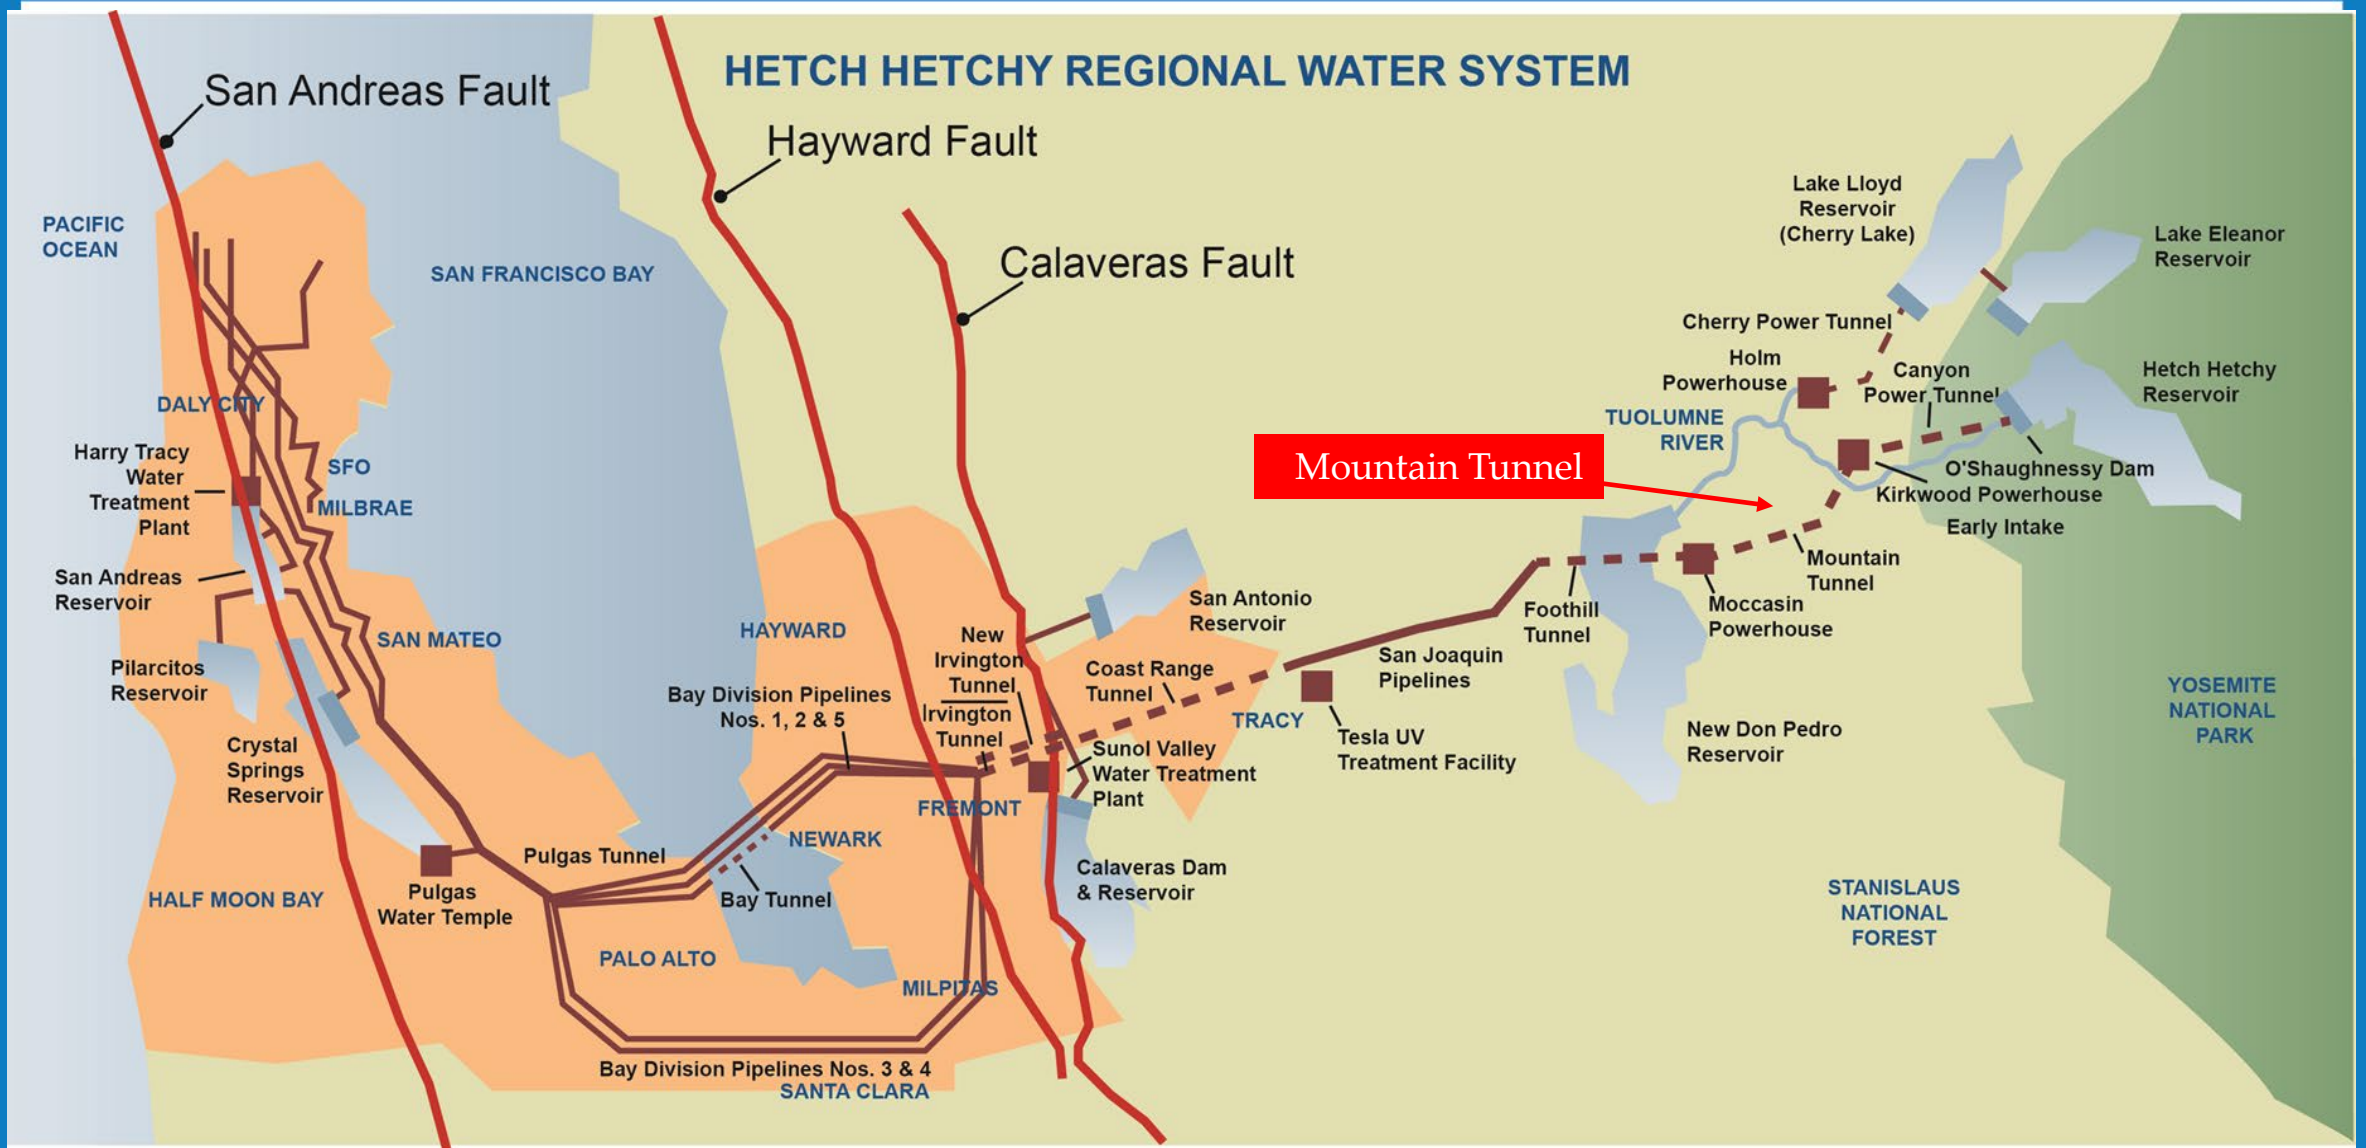 HETCH HETCHY REGIONAL WATER SYSTEM
San Andreas Fault
Hayward Fault
Calaveras Fault
PACIFIC
OCEAN
SAN FRANCISCO BAY
Lake Lloyd
Reservoir
(Cherry Lake)
Lake Eleanor
Reservoir
Cherry Power Tunnel
Holm
Powerhouse
Canyon
Power Tunnel
Hetch Hetchy
Reservoir
TUOLUMNE
RIVER
Mountain Tunnel
O'Shaughnessy Dam
Kirkwood Powerhouse
Early Intake
Mountain
Tunnel
Moccasin
Powerhouse
Foothill
Tunnel
San Joaquin
Pipelines
New Don Pedro
Reservoir
Tesla UV
Treatment Facility
TRACY
YOSEMITE
NATIONAL
PARK
STANISLAUS
NATIONAL
FOREST
DALY CITY
Harry Tracy
Water
Treatment
Plant
SFO
MILBRAE
San Andreas
Reservoir
SAN MATEO
Pilarcitos
Reservoir
Crystal
Springs
Reservoir
HALF MOON BAY
Pulgas
Water Temple
Pulgas Tunnel
Bay Tunnel
PALO ALTO
NEWARK
FREMONT
MILPITAS
HAYWARD
Bay Division Pipelines
Nos. 1, 2 & 5
New
Irvington
Tunnel
Irvington
Tunnel
Coast Range
Tunnel
San Antonio
Reservoir
Sunol Valley
Water Treatment
Plant
Calaveras Dam
& Reservoir
Bay Division Pipelines Nos. 3 & 4
SANTA CLARA